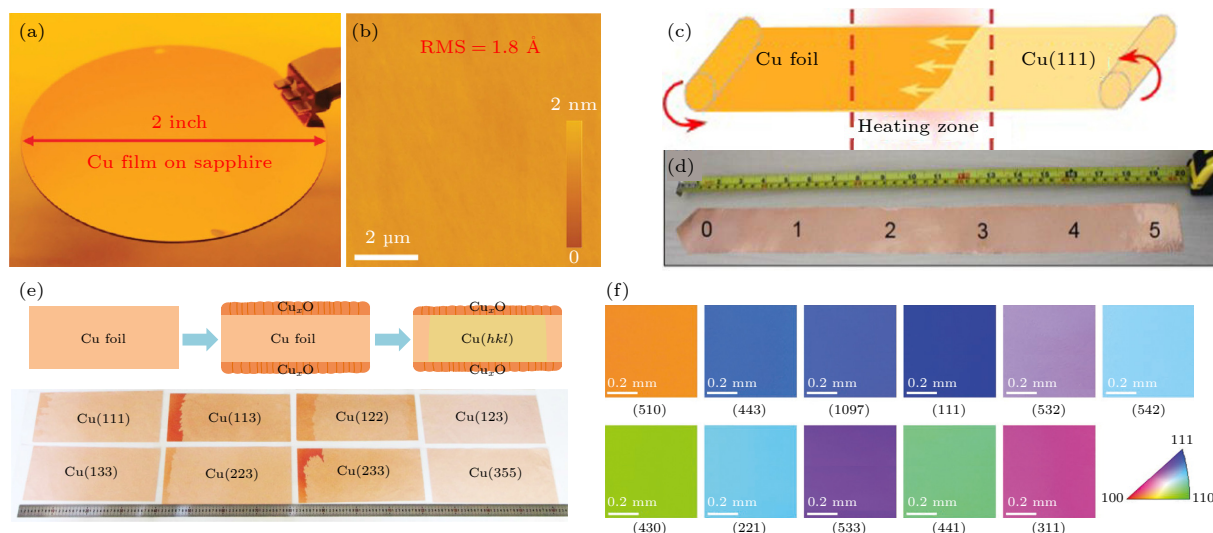 (a)
2 inch
Cu film on sapphire
(b)
RMS = 1.8 Å
2 nm
0
2 μm
(c)
Cu foil
Cu(111)
Heating zone
(d)
0 1 2 3 4 5
(e)
Cu foil
CuxO
Cu foil
CuxO
CuxO
Cu(hkl)
CuxO
Cu(111) Cu(113) Cu(122) Cu(123)
Cu(133) Cu(223) Cu(233) Cu(355)
(f)
0.2 mm 0.2 mm 0.2 mm 0.2 mm 0.2 mm 0.2 mm
(510) (443) (1097) (111) (532) (542)
0.2 mm 0.2 mm 0.2 mm 0.2 mm 0.2 mm
(430) (221) (533) (441) (311)
111
100 110